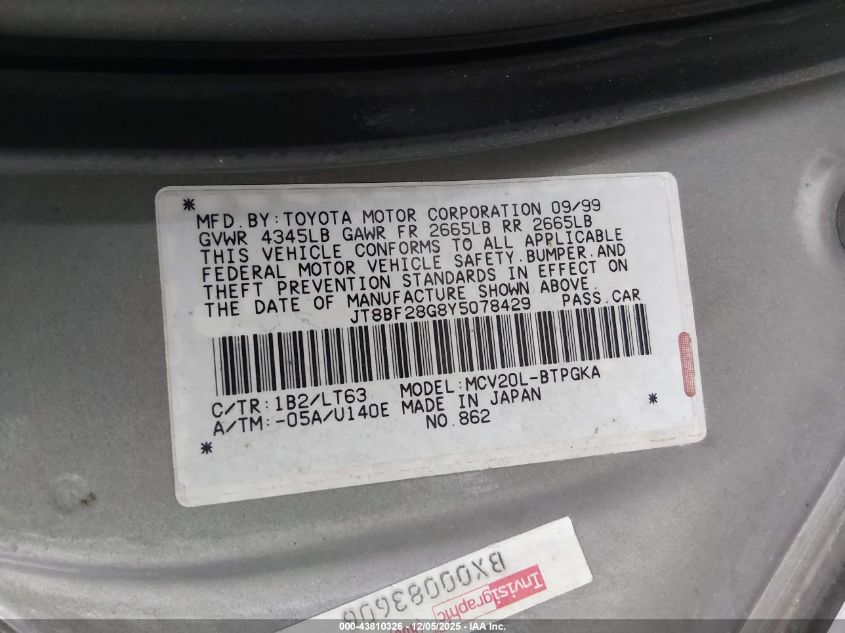 * MFD. BY: TOYOTA MOTOR CORPORATION 09/99
GVWR 4345LB GAWR FR 2665LB RR 2665LB
THIS VEHICLE CONFORMS TO ALL APPLICABLE
FEDERAL MOTOR VEHICLE SAFETY.BUMPER.AND
THEFT PREVENTION STANDARDS IN EFFECT ON
THE DATE OF MANUFACTURE SHOWN ABOVE.
JT8BF28G8Y5078429 PASS.CAR
C/TR:1B2/LT63 MODEL:MCV20L-BTPGKA
A/TM:-05A/U140E MADE IN JAPAN *
* NO.862
Invisigraphic
BX0008360
000-43810326 - 12/05/2025 - IAA Inc.